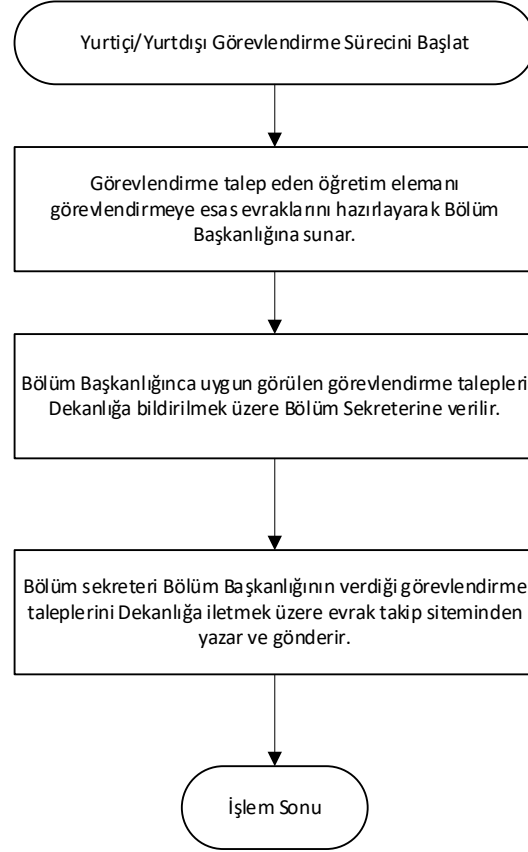 Yurtiçi/Yurtdışı Görevlendirme Sürecini Başlat
Görevlendirme talep eden öğretim elemanı
görevlendirmeye esas evraklarını hazırlayarak Bölüm
Başkanlığına sunar.
Bölüm Başkanlığınca uygun görülen görevlendirme talepleri
Dekanlığa bildirilmek üzere Bölüm Sekreterine verilir.
Bölüm sekreteri Bölüm Başkanlığının verdiği görevlendirme
taleplerini Dekanlığa iletmek üzere evrak takip siteminden
yazar ve gönderir.
İşlem Sonu